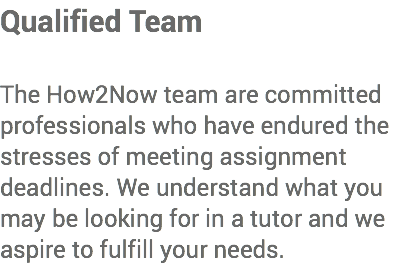 Qualified Team
The How2Now team are committed
professionals who have endured the
stresses of meeting assignment
deadlines. We understand what you
may be looking for in a tutor and we
aspire to fulfill your needs.